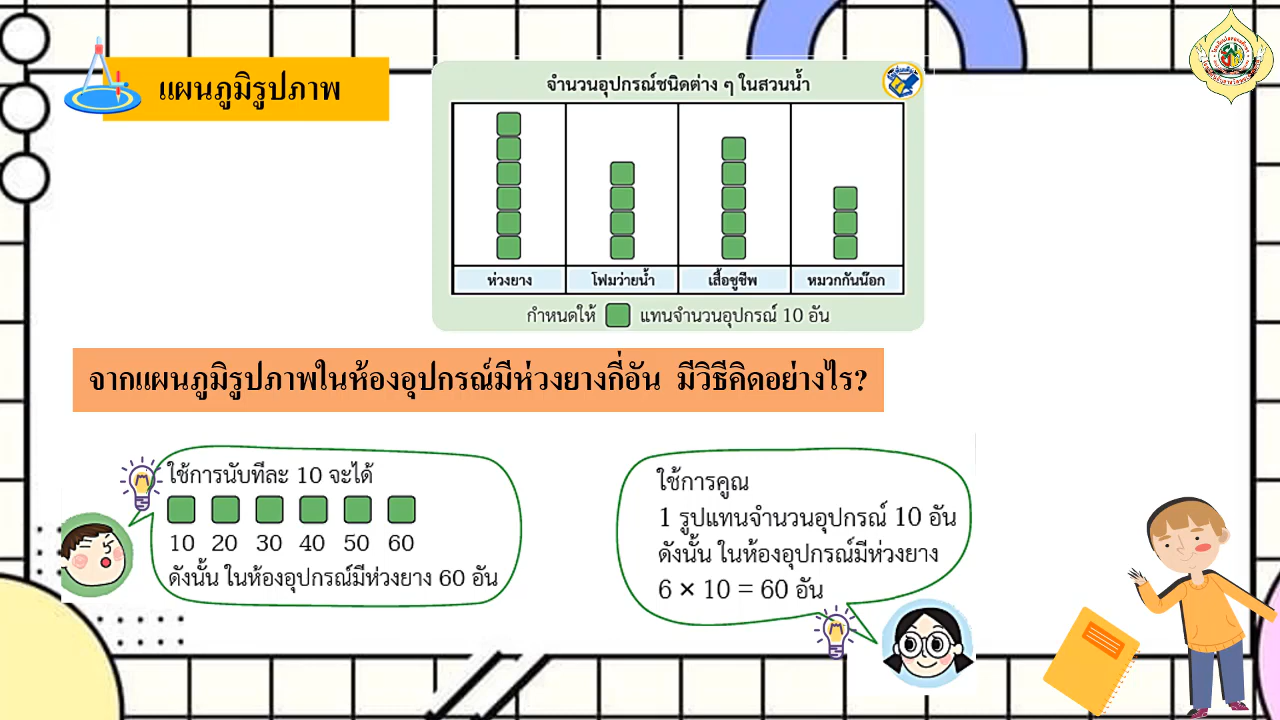 แผนภูมิรูปภาพ
จำนวนอุปกรณ์ชนิดต่าง ๆ ในสวนน้ำ
ห่วงยาง โฟมว่ายน้ำ เสื้อชูชีพ หมวกกันน๊อก
กำหนดให้ แทนจำนวนอุปกรณ์ 10 อัน
จากแผนภูมิรูปภาพในห้องอุปกรณ์มีห่วงยางกี่อัน มีวิธีคิดอย่างไร?
ใช้การนับทีละ 10 จะได้
10 20 30 40 50 60
ดังนั้น ในห้องอุปกรณ์มีห่วงยาง 60 อัน
ใช้การคูณ
1 รูปแทนจำนวนอุปกรณ์ 10 อัน
ดังนั้น ในห้องอุปกรณ์มีห่วงยาง
6 × 10 = 60 อัน